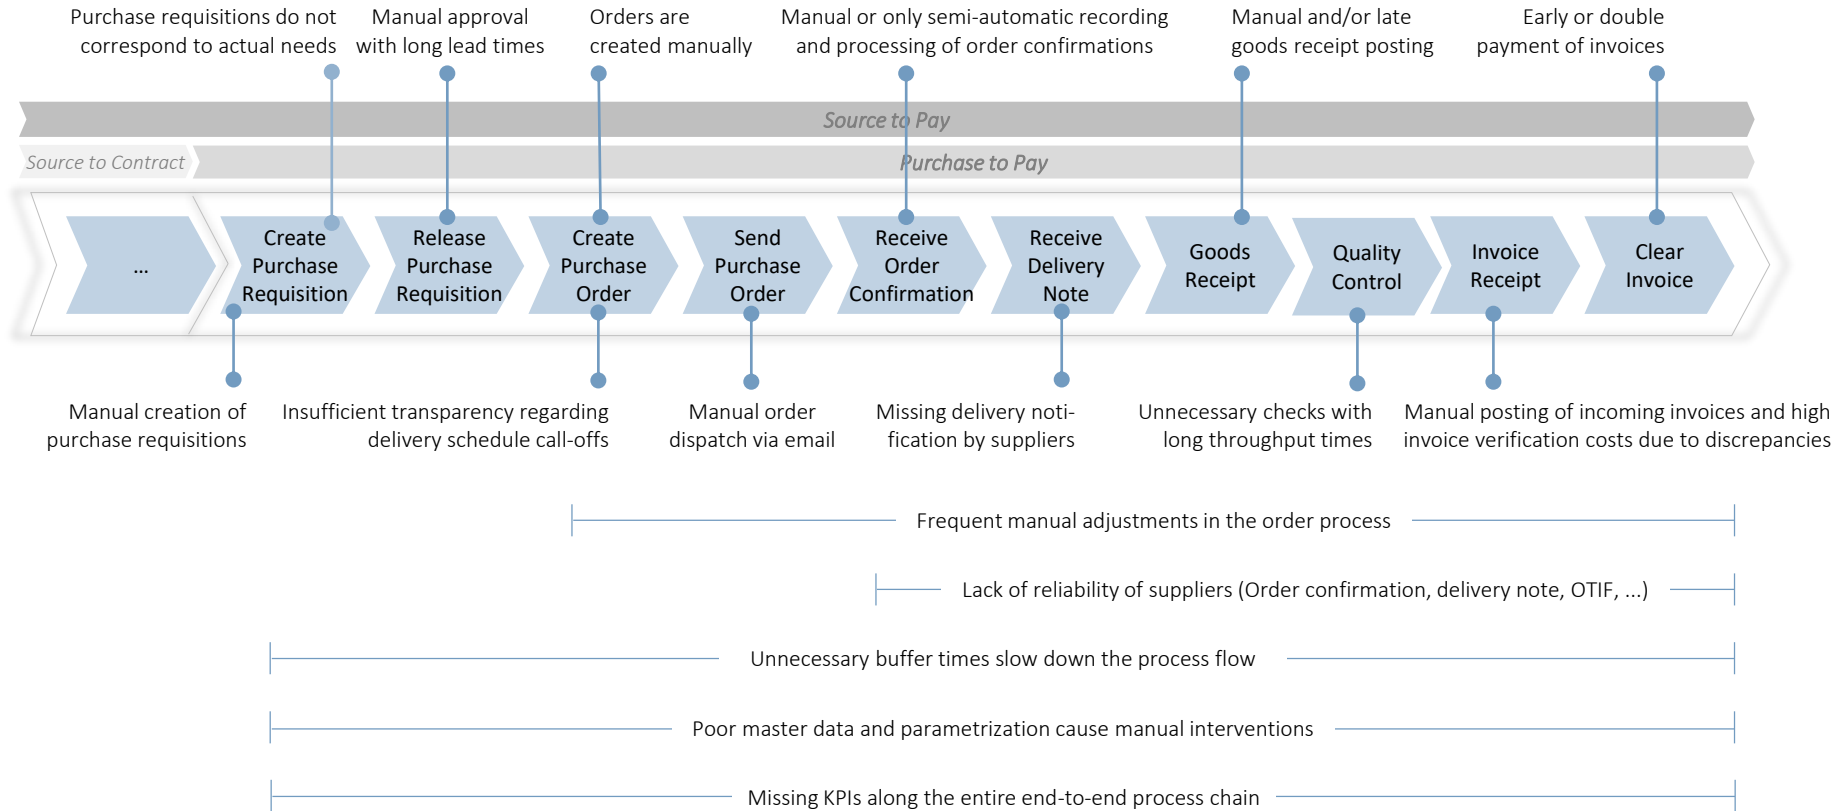 Purchase requisitions do not
correspond to actual needs
Manual approval
with long lead times
Orders are
created manually
Manual or only semi-automatic recording
and processing of order confirmations
Manual and/or late
goods receipt posting
Early or double
payment of invoices
Source to Pay
Source to Contract
Purchase to Pay
...
Create
Purchase
Requisition
Release
Purchase
Requisition
Create
Purchase
Order
Send
Purchase
Order
Receive
Order
Confirmation
Receive
Delivery
Note
Goods
Receipt
Quality
Control
Invoice
Receipt
Clear
Invoice
Manual creation of
purchase requisitions
Insufficient transparency regarding
delivery schedule call-offs
Manual order
dispatch via email
Missing delivery noti-
fication by suppliers
Unnecessary checks with
long throughput times
Manual posting of incoming invoices and high
invoice verification costs due to discrepancies
Frequent manual adjustments in the order process
Lack of reliability of suppliers (Order confirmation, delivery note, OTIF, ...)
Unnecessary buffer times slow down the process flow
Poor master data and parametrization cause manual interventions
Missing KPIs along the entire end-to-end process chain